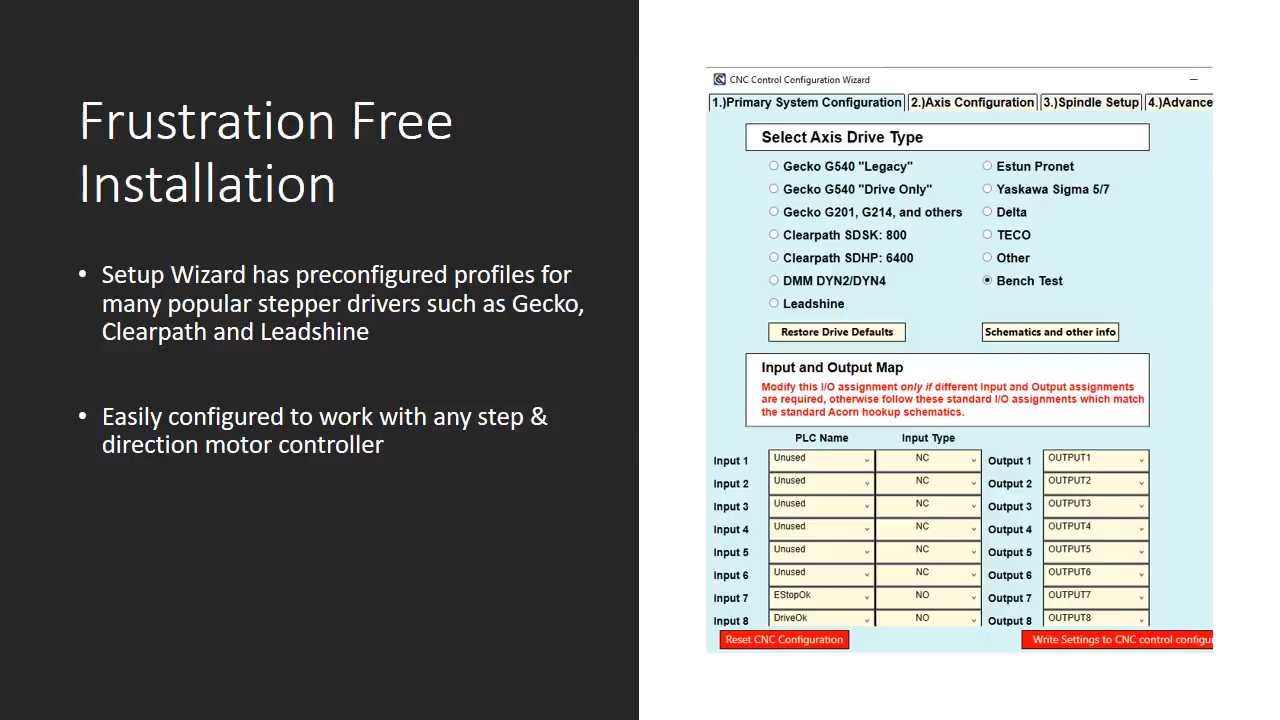 Frustration Free
Installation
• Setup Wizard has preconfigured profiles for
many popular stepper drivers such as Gecko,
Clearpath and Leadshine
• Easily configured to work with any step &
direction motor controller
CNC Control Configuration Wizard
1.)Primary System Configuration 2.)Axis Configuration 3.)Spindle Setup 4.)Advance
Select Axis Drive Type
Gecko G540 "Legacy" Estun Pronet
Gecko G540 "Drive Only" Yaskawa Sigma 5/7
Gecko G201, G214, and others Delta
Clearpath SDSK: 800 TECO
Clearpath SDHP: 6400 Other
DMM DYN2/DYN4 Bench Test
Leadshine
Restore Drive Defaults Schematics and other info
Input and Output Map
Modify this I/O assignment only if different Input and Output assignments
are required, otherwise follow these standard I/O assignments which match
the standard Acorn hookup schematics.
PLC Name Input Type
Input 1 Unused NC Output 1 OUTPUT1
Input 2 Unused NC Output 2 OUTPUT2
Input 3 Unused NC Output 3 OUTPUT3
Input 4 Unused NC Output 4 OUTPUT4
Input 5 Unused NC Output 5 OUTPUT5
Input 6 Unused NC Output 6 OUTPUT6
Input 7 EStopOk NO Output 7 OUTPUT7
Input 8 DriveOk NO Output 8 OUTPUT8
Reset CNC Configuration Write Settings to CNC control configur